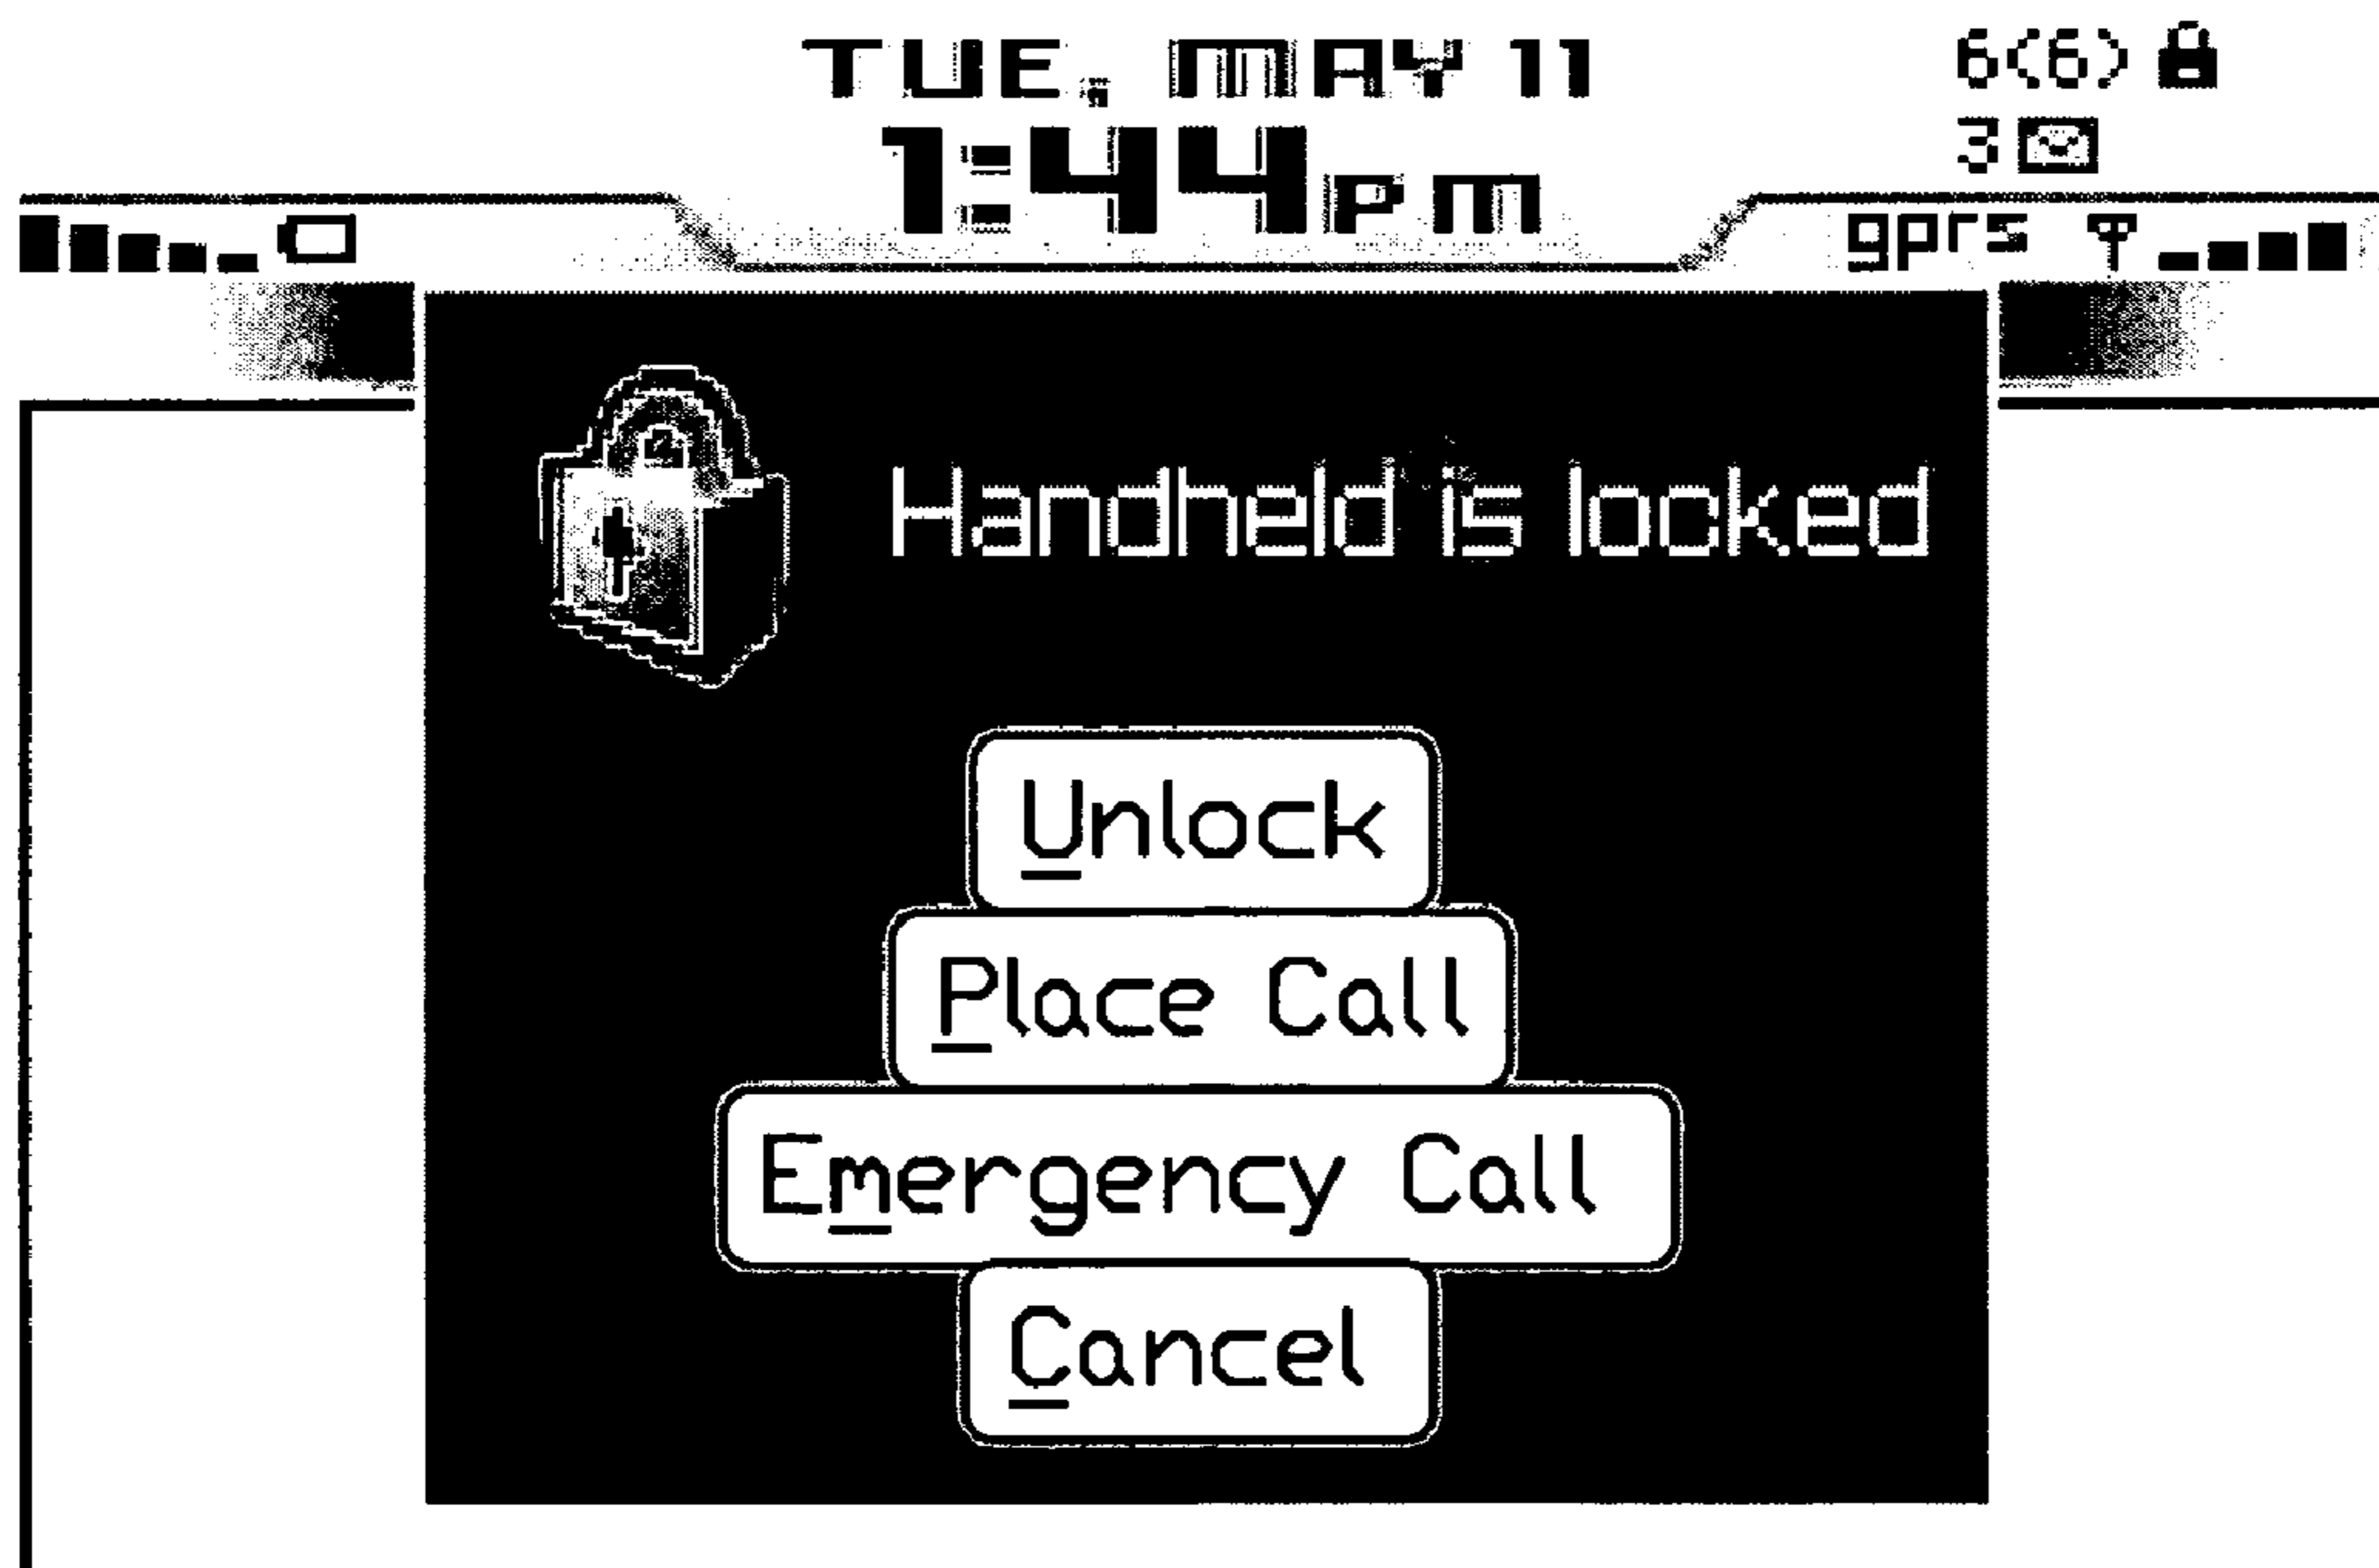 TUE, MAY 11
6(6)
1:44pm
3
gprs
Handheld is locked
Unlock
Place Call
Emergency Call
Cancel